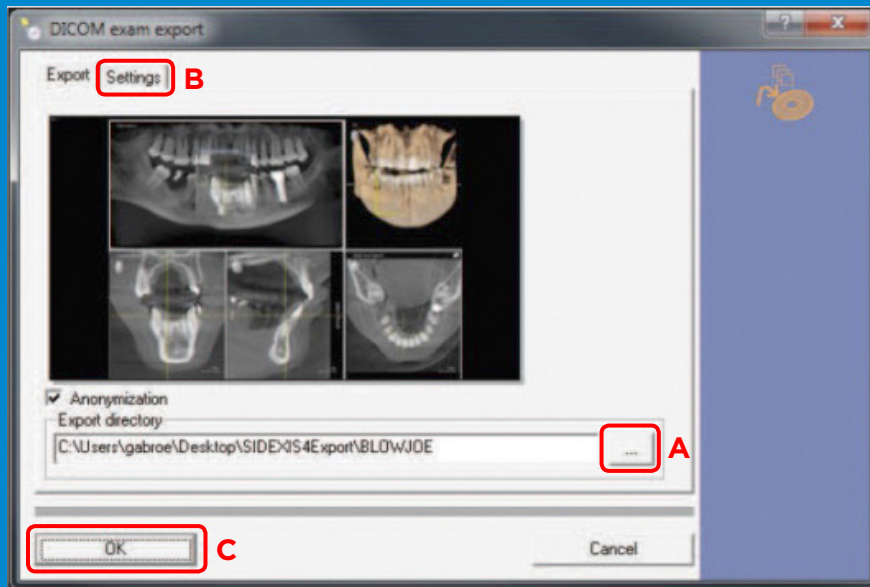 DICOM exam export
?
Export
Settings
B
Anonymization
Export directory
C:\Users\gabroe\Desktop\SIDEXIS4Export\BLOWJOE
...
A
OK
C
Cancel